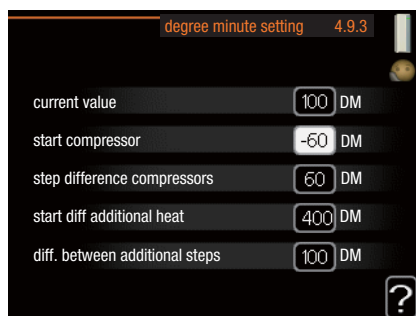 degree minute setting 4.9.3
current value 100 DM
start compressor -60 DM
step difference compressors 60 DM
start diff additional heat 400 DM
diff. between additional steps 100 DM
?